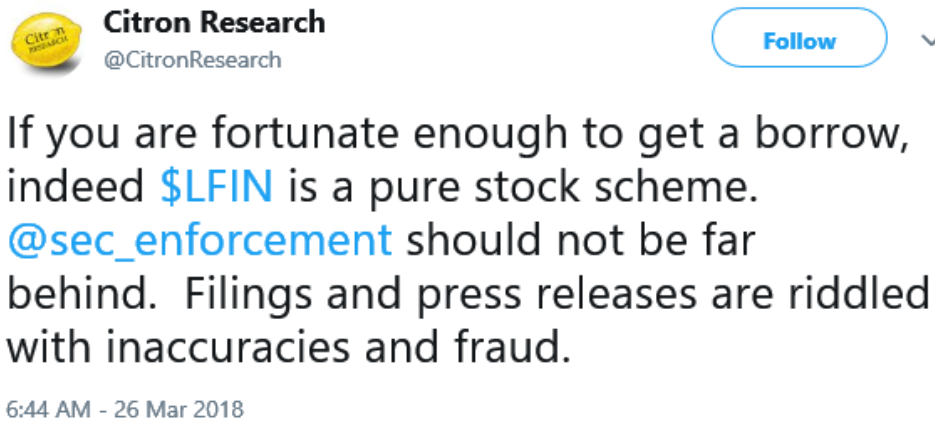 Citron
RESEARCH
Citron Research
@CitronResearch
Follow
If you are fortunate enough to get a borrow,
indeed $LFIN is a pure stock scheme.
@sec_enforcement should not be far
behind.  Filings and press releases are riddled
with inaccuracies and fraud.
6:44 AM - 26 Mar 2018